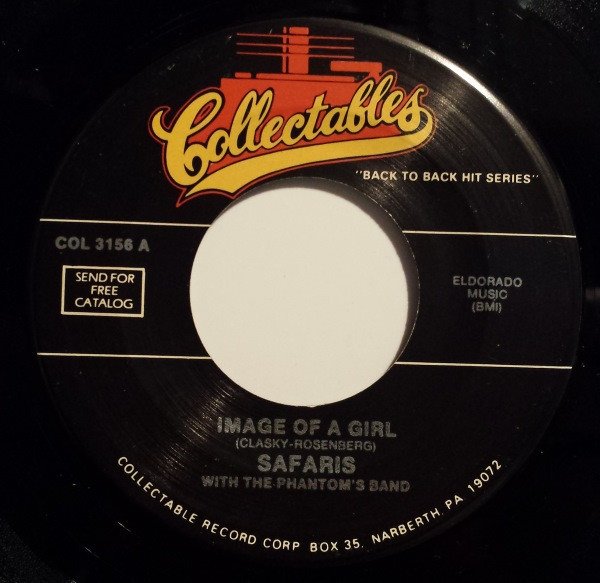 Collectables
"BACK TO BACK HIT SERIES"
COL 3156 A
SEND FOR
FREE
CATALOG
ELDORADO
MUSIC
(BMI)
IMAGE OF A GIRL
(CLASKY-ROSENBERG)
SAFARIS
WITH THE PHANTOM'S BAND
COLLECTABLE RECORD CORP BOX 35, NARBERTH, PA 19072